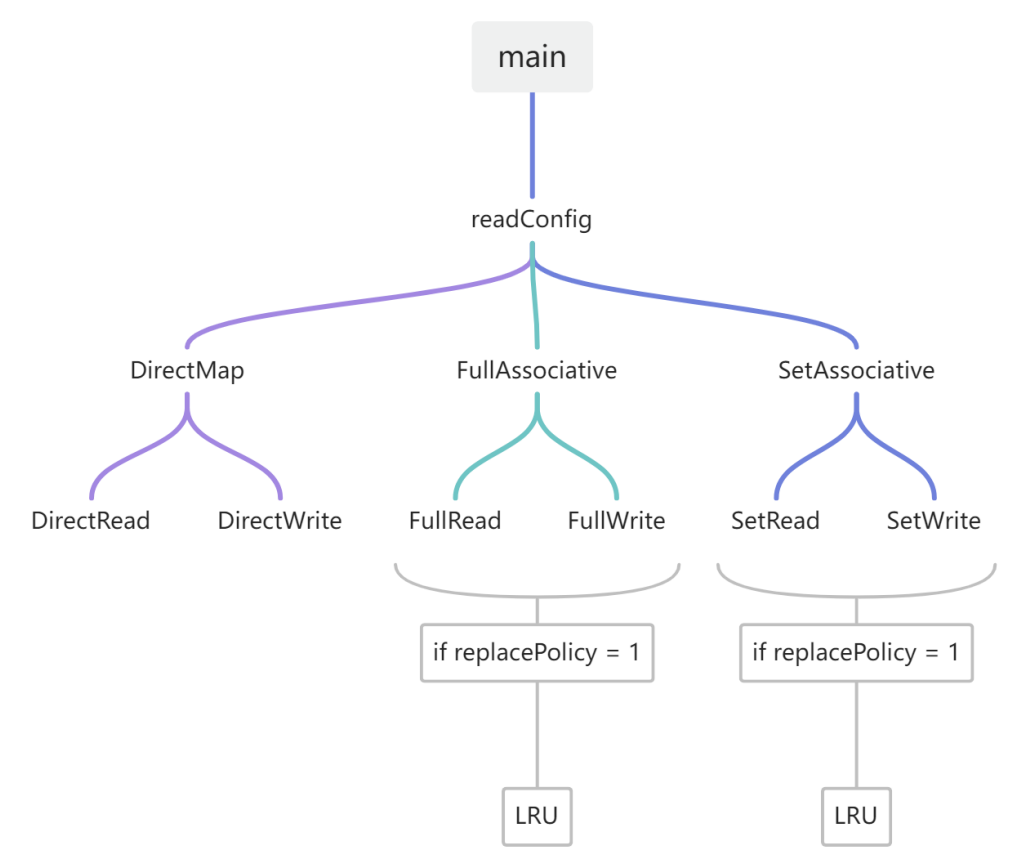 main
readConfig
DirectMap
FullAssociative
SetAssociative
DirectRead
DirectWrite
FullRead
FullWrite
SetRead
SetWrite
if replacePolicy = 1
if replacePolicy = 1
LRU
LRU